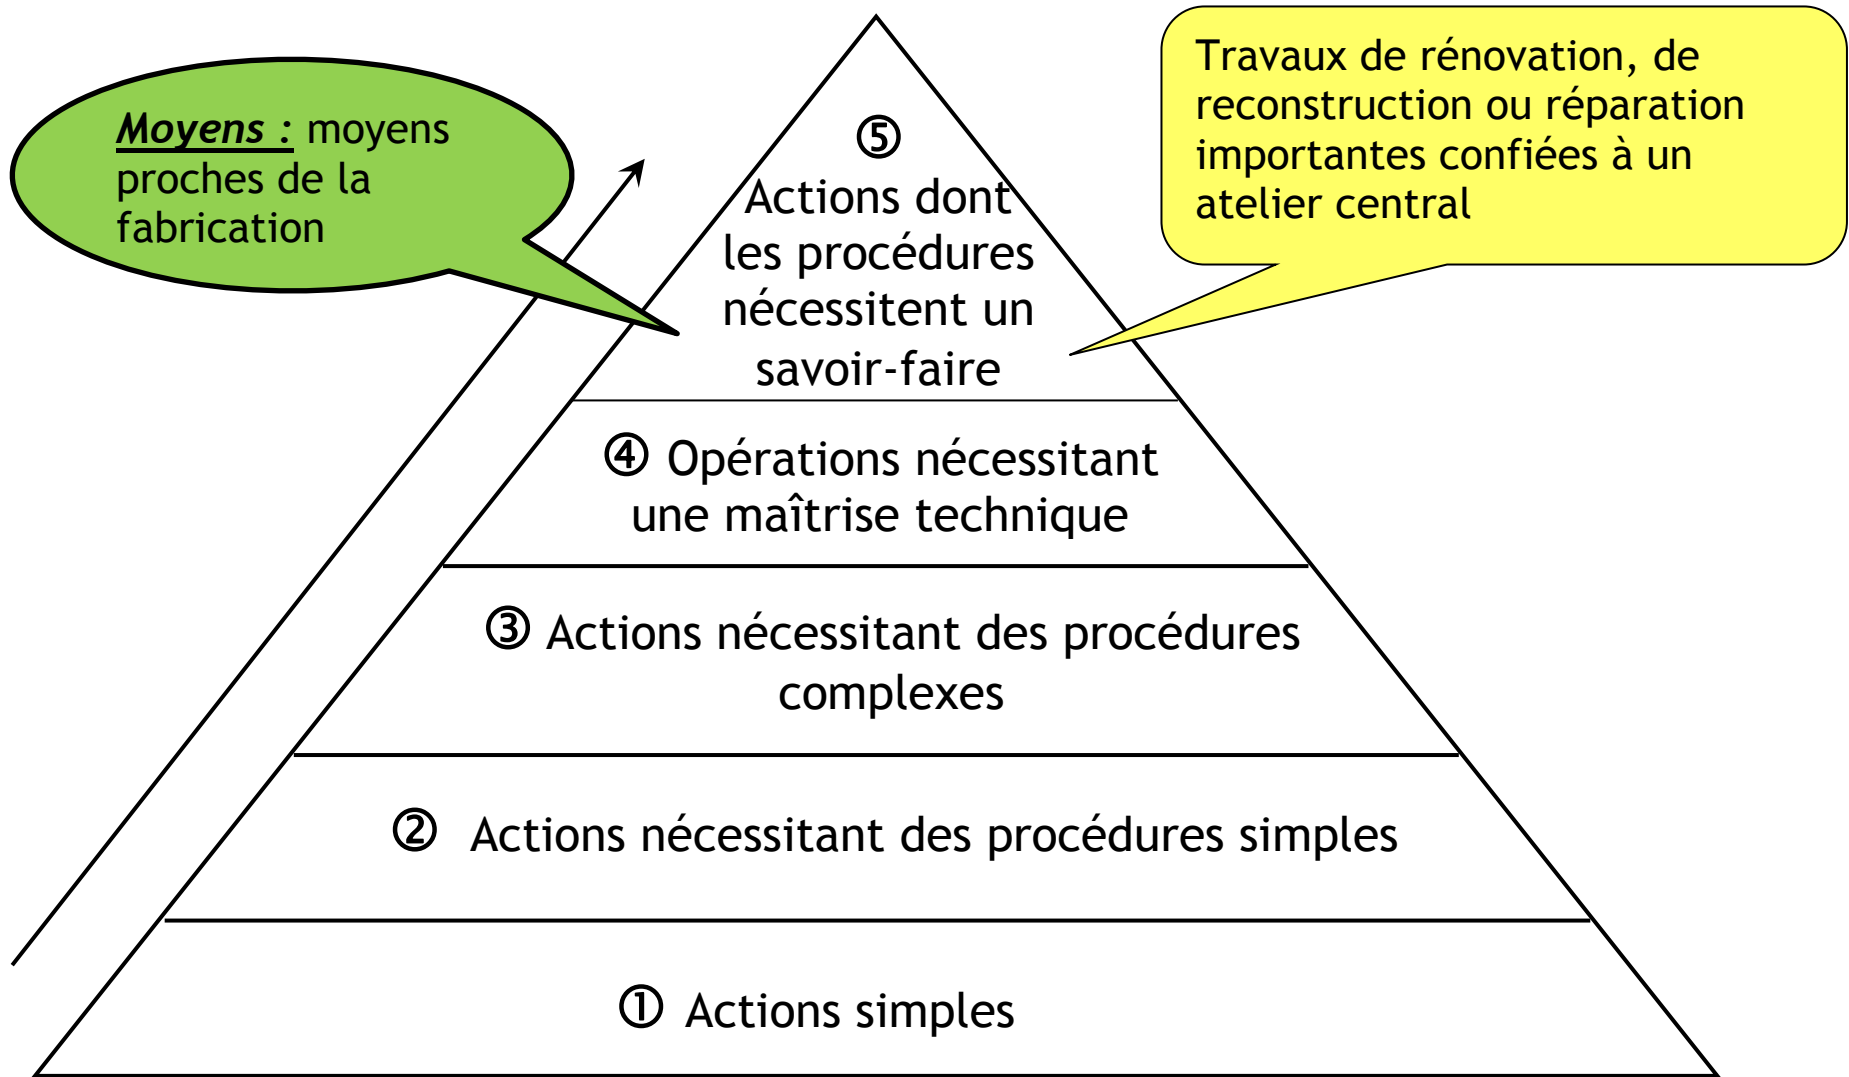 Moyens : moyens
proches de la
fabrication
Travaux de rénovation, de
reconstruction ou réparation
importantes confiées à un
atelier central
⑤
Actions dont
les procédures
nécessitent un
savoir-faire
④ Opérations nécessitant
une maîtrise technique
③ Actions nécessitant des procédures
complexes
② Actions nécessitant des procédures simples
① Actions simples